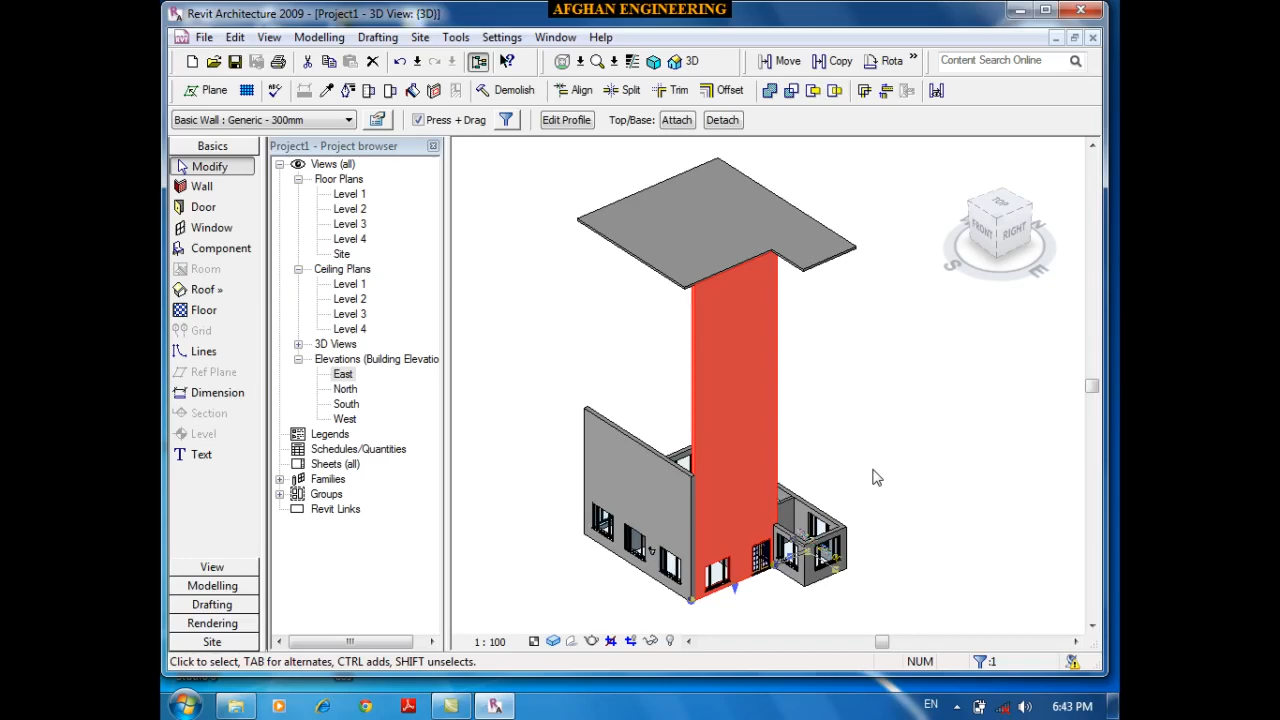 AFGHAN ENGINEERING
Revit Architecture 2009 - [Project1 - 3D View: {3D}]
File Edit View Modelling Drafting Site Tools Settings Window Help
3D Move Copy Rota » Content Search Online
Plane Demolish Align Split Trim Offset
Basic Wall : Generic - 300mm Press + Drag Edit Profile Top/Base: Attach Detach
Basics
Modify
Wall
Door
Window
Component
Room
Roof »
Floor
Grid
Lines
Ref Plane
Dimension
Section
Level
Text
View
Modelling
Drafting
Rendering
Site
Project1 - Project browser
Views (all)
Floor Plans
Level 1
Level 2
Level 3
Level 4
Site
Ceiling Plans
Level 1
Level 2
Level 3
Level 4
3D Views
Elevations (Building Elevatio
East
North
South
West
Legends
Schedules/Quantities
Sheets (all)
Families
Groups
Revit Links
TOP
FRONT RIGHT
S E
1 : 100
Click to select, TAB for alternates, CTRL adds, SHIFT unselects. NUM :1
EN 6:43 PM